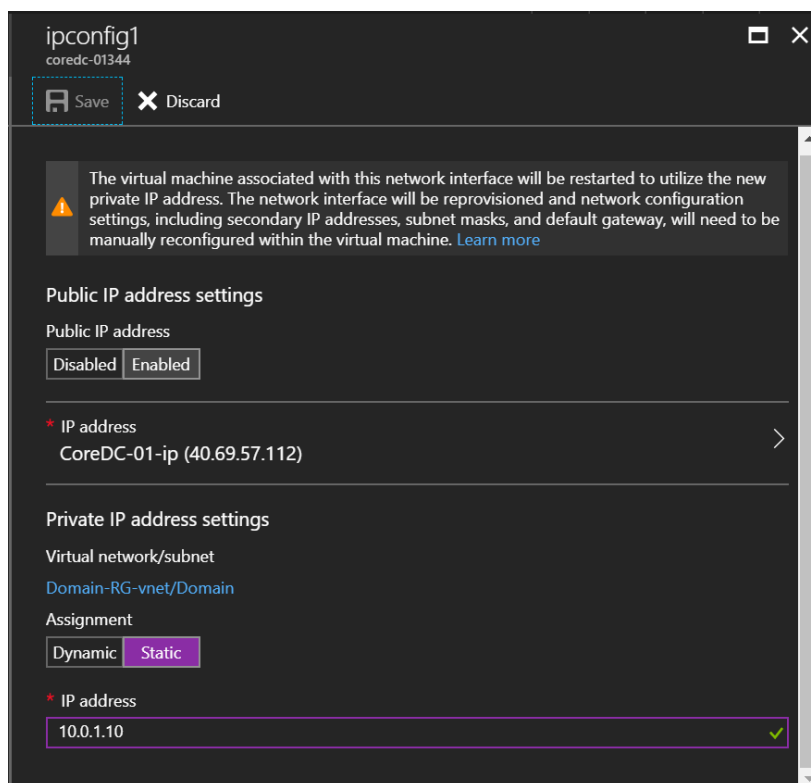 ipconfig1
coredc-01344
Save Discard
The virtual machine associated with this network interface will be restarted to utilize the new
private IP address. The network interface will be reprovisioned and network configuration
settings, including secondary IP addresses, subnet masks, and default gateway, will need to be
manually reconfigured within the virtual machine. Learn more
Public IP address settings
Public IP address
Disabled Enabled
* IP address
CoreDC-01-ip (40.69.57.112)
Private IP address settings
Virtual network/subnet
Domain-RG-vnet/Domain
Assignment
Dynamic Static
* IP address
10.0.1.10